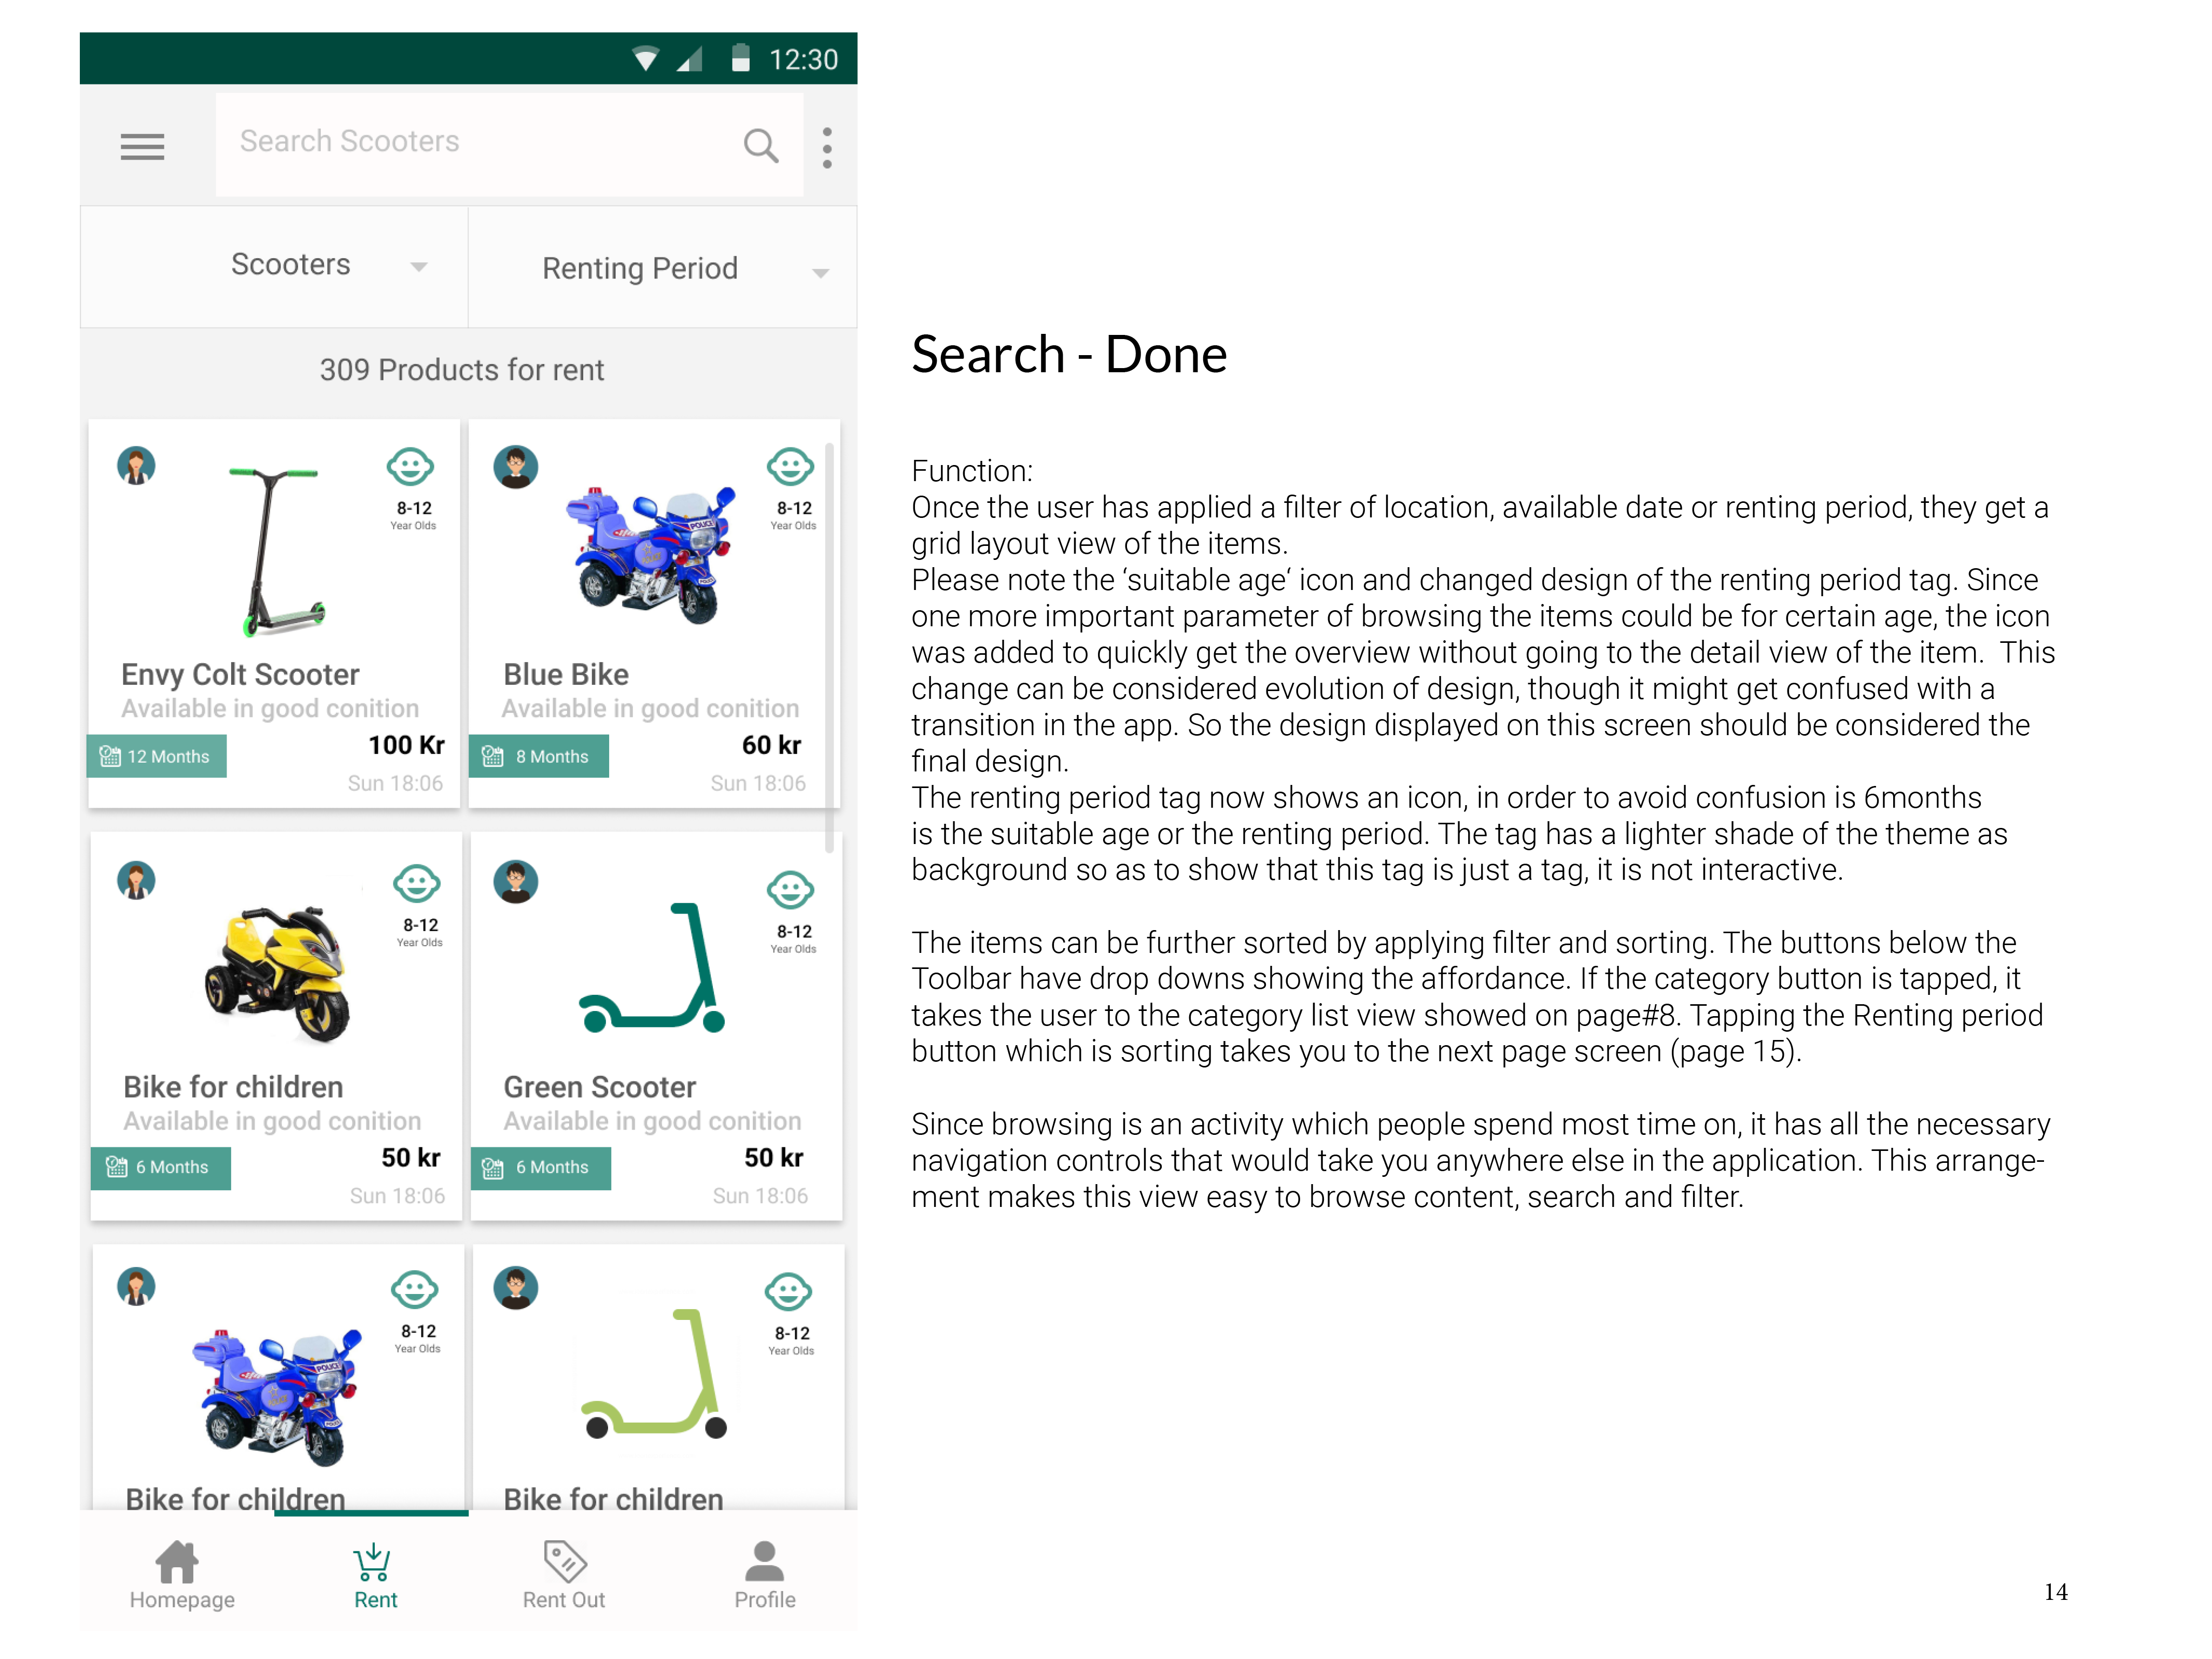 12:30
Search Scooters
Scooters
Renting Period
309 Products for rent
8-12
Year Olds
Envy Colt Scooter
Available in good conition
12 Months
100 Kr
Sun 18:06
POLICE
8-12
Year Olds
Blue Bike
Available in good conition
8 Months
60 kr
Sun 18:06
8-12
Year Olds
Bike for children
Available in good conition
6 Months
50 kr
Sun 18:06
8-12
Year Olds
Green Scooter
Available in good conition
6 Months
50 kr
Sun 18:06
POLICE
8-12
Year Olds
Bike for children
8-12
Year Olds
Bike for children
Homepage
Rent
Rent Out
Profile
Search - Done
Function:
Once the user has applied a filter of location, available date or renting period, they get a
grid layout view of the items.
Please note the ‘suitable age‘ icon and changed design of the renting period tag. Since
one more important parameter of browsing the items could be for certain age, the icon
was added to quickly get the overview without going to the detail view of the item.  This
change can be considered evolution of design, though it might get confused with a
transition in the app. So the design displayed on this screen should be considered the
final design.
The renting period tag now shows an icon, in order to avoid confusion is 6months
is the suitable age or the renting period. The tag has a lighter shade of the theme as
background so as to show that this tag is just a tag, it is not interactive.
The items can be further sorted by applying filter and sorting. The buttons below the
Toolbar have drop downs showing the affordance. If the category button is tapped, it
takes the user to the category list view showed on page#8. Tapping the Renting period
button which is sorting takes you to the next page screen (page 15).
Since browsing is an activity which people spend most time on, it has all the necessary
navigation controls that would take you anywhere else in the application. This arrange-
ment makes this view easy to browse content, search and filter.
14